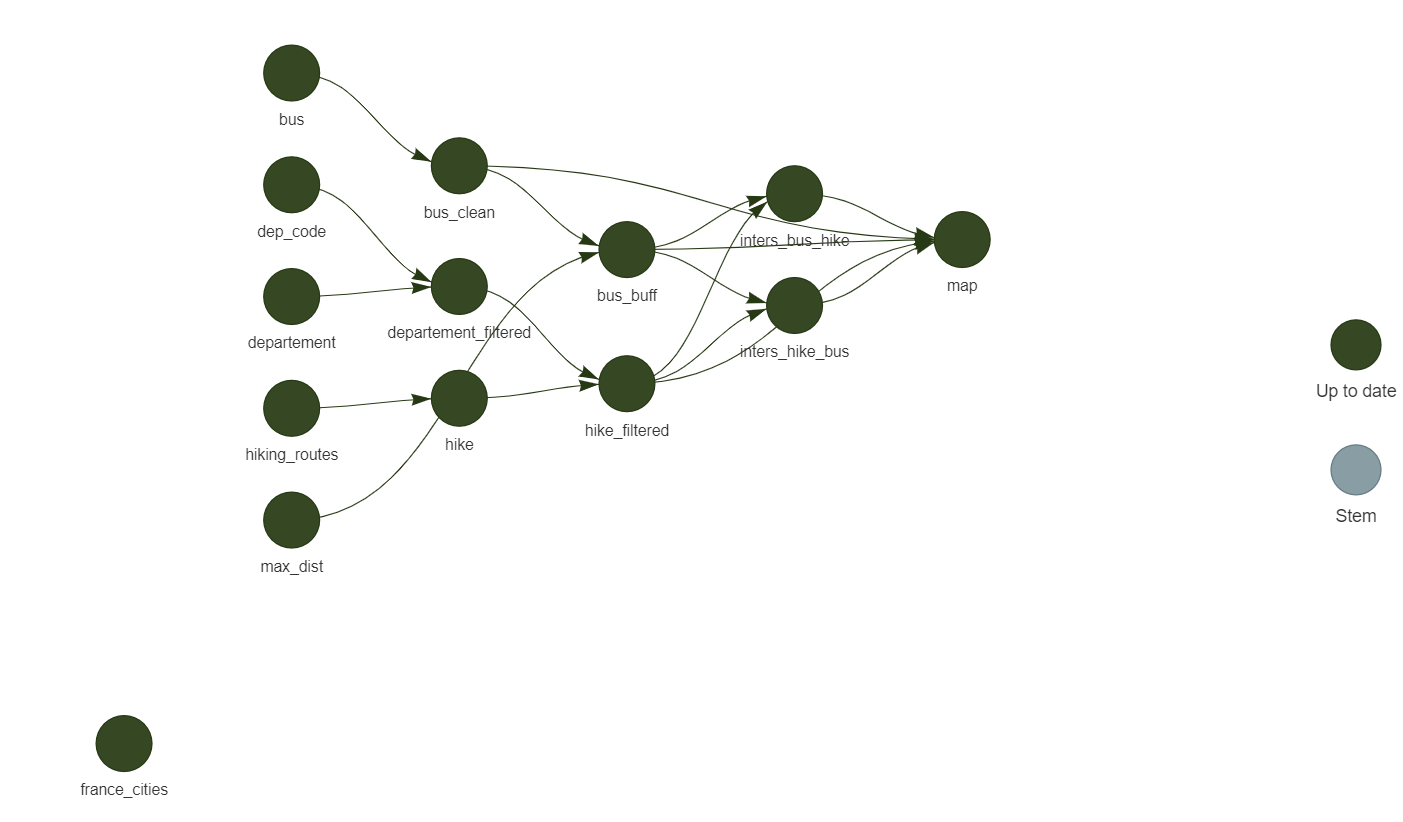 bus
dep_code
departement
hiking_routes
max_dist
bus_clean
departement_filtered
hike
bus_buff
hike_filtered
inters_bus_hike
inters_hike_bus
map
Up to date
Stem
france_cities